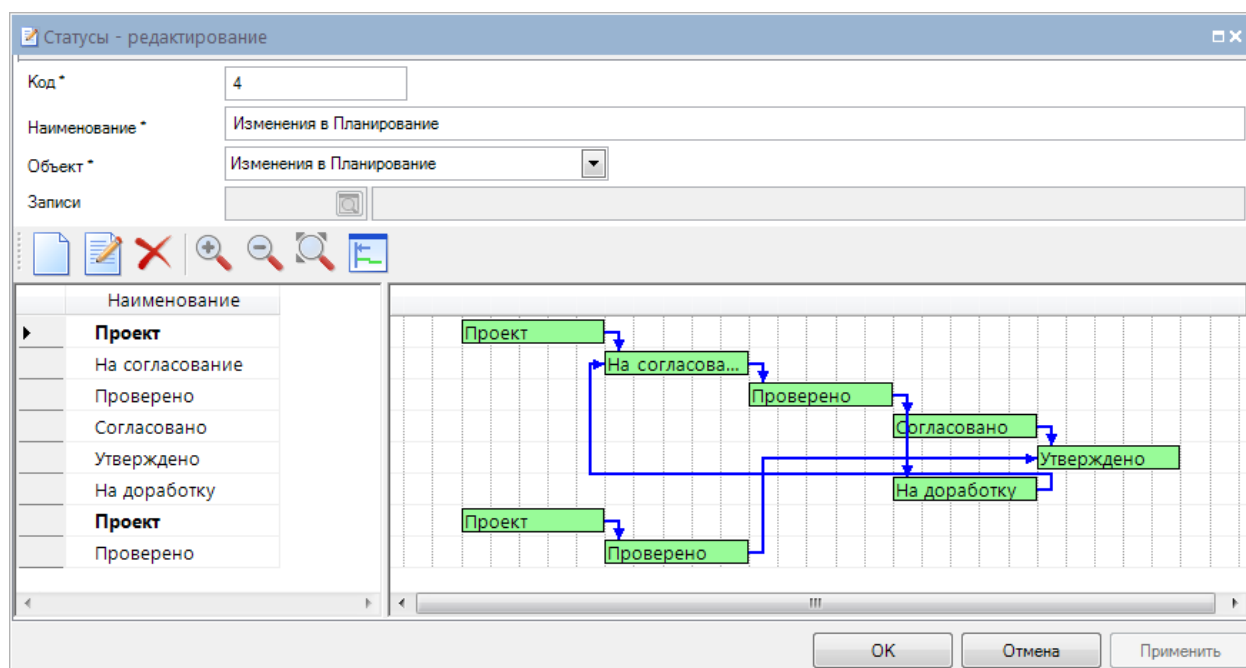 Статусы - редактирование
Код *
4
Наименование *
Изменения в Планирование
Объект *
Изменения в Планирование
Записи
Наименование
Проект
На согласование
Проверено
Согласовано
Утверждено
На доработку
Проект
Проверено
Проект
На согласова...
Проверено
Согласовано
Утверждено
На доработку
Проект
Проверено
OK
Отмена
Применить